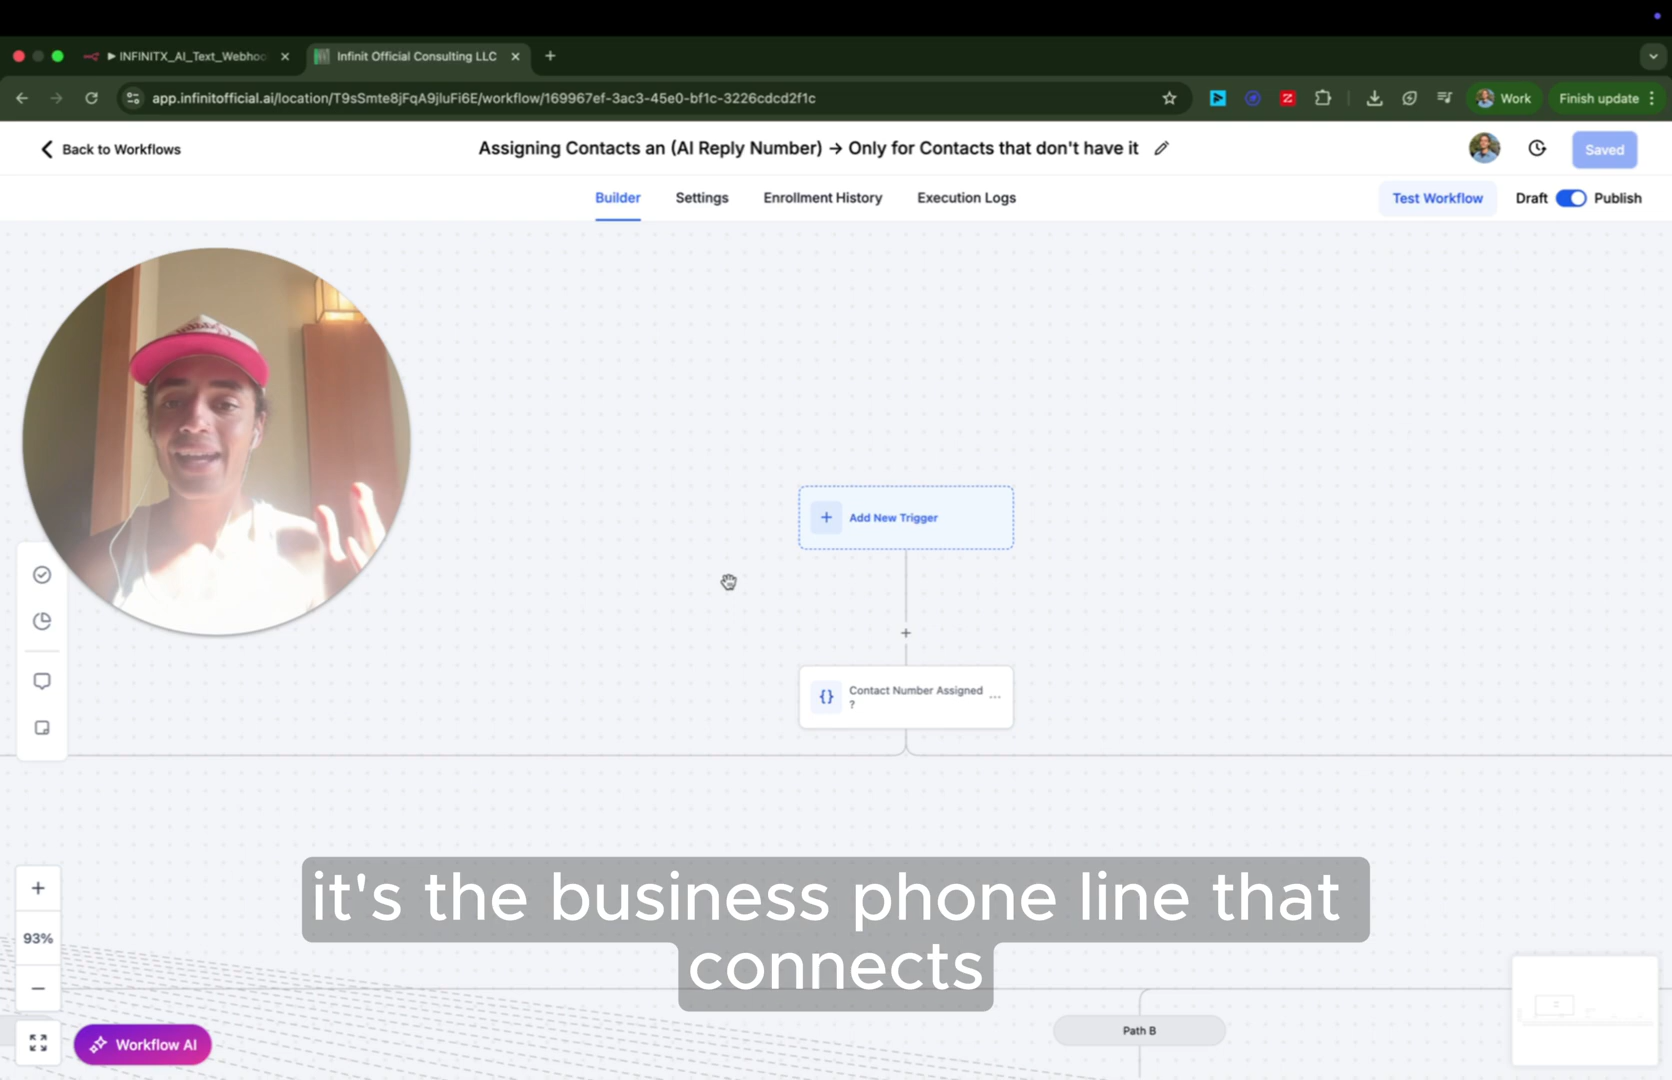 INFINITX_AI_Text_Webhoo
Infinit Official Consulting LLC
app.infinitofficial.ai/location/T9sSmte8jFqA9jluFi6E/workflow/169967ef-3ac3-45e0-bf1c-3226cdcd2f1c
Work
Finish update
Back to Workflows
Assigning Contacts an (AI Reply Number) → Only for Contacts that don't have it
Saved
Builder
Settings
Enrollment History
Execution Logs
Test Workflow
Draft
Publish
Add New Trigger
Contact Number Assigned
?
it's the business phone line that
connects
93%
Path B
Workflow AI